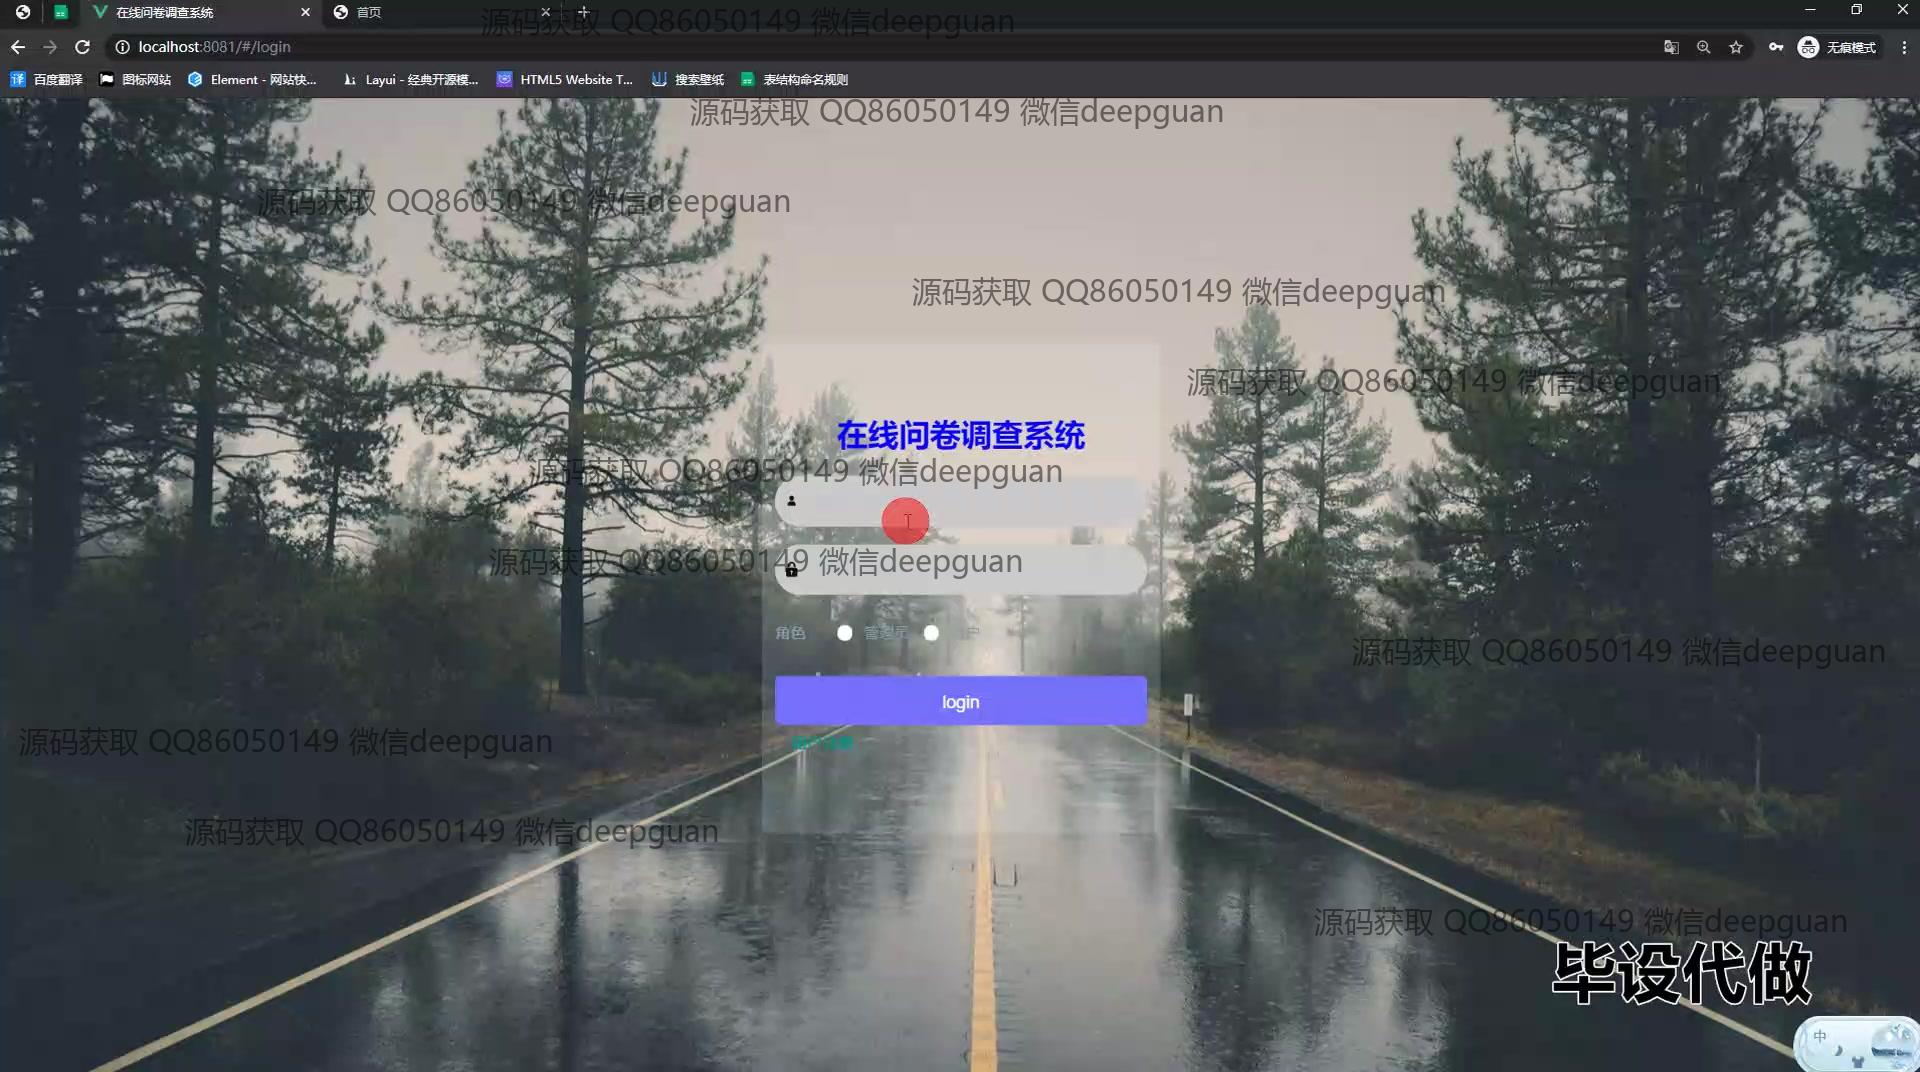 在线问卷调查系统
首页
源码获取 QQ86050149 微信deepguan
localhost:8081/#/login
无痕模式
百度翻译
图标网站
Element - 网站快...
Layui - 经典开源模...
HTML5 Website T...
搜索壁纸
表结构命名规则
源码获取 QQ86050149 微信deepguan
源码获取 QQ86050149 微信deepguan
源码获取 QQ86050149 微信deepguan
源码获取 QQ86050149 微信deepguan
在线问卷调查系统
源码获取 QQ86050149 微信deepguan
源码获取 QQ86050149 微信deepguan
角色
管理员
源码获取 QQ86050149 微信deepguan
login
用户注册
源码获取 QQ86050149 微信deepguan
源码获取 QQ86050149 微信deepguan
源码获取 QQ86050149 微信deepguan
毕设代做
中